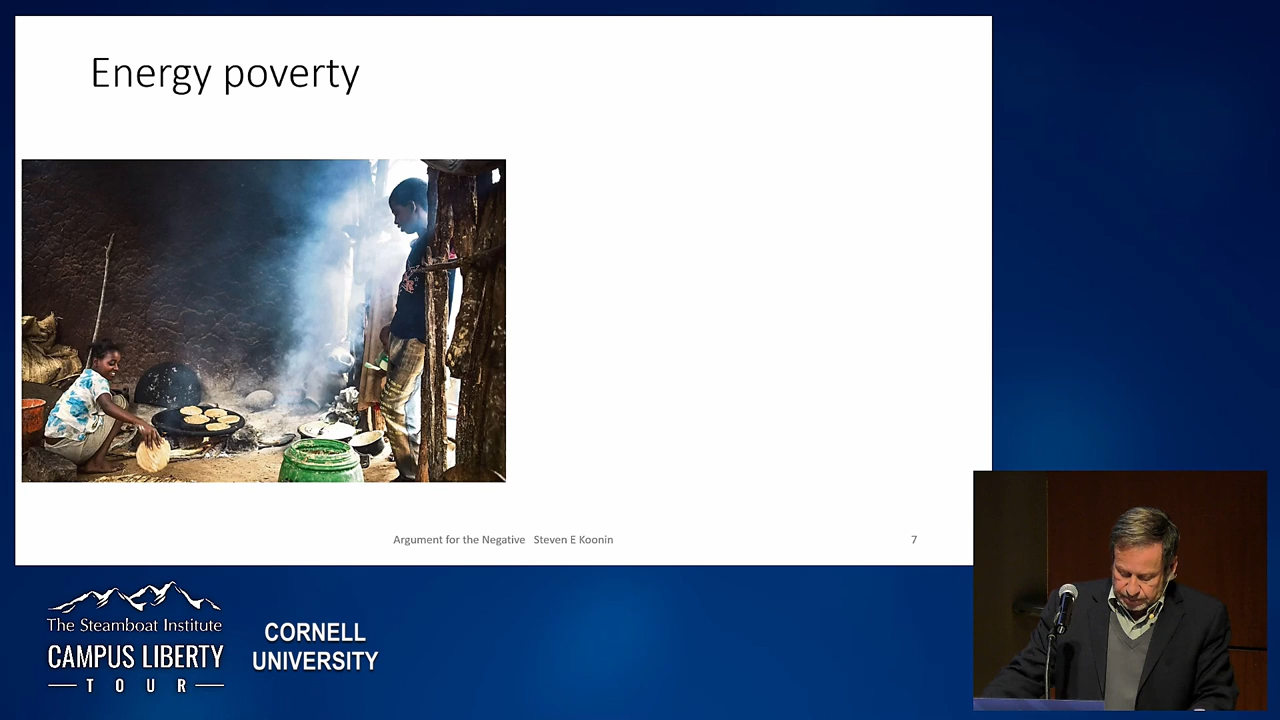 Energy poverty
Argument for the Negative Steven E Koonin
7
The Steamboat Institute
CAMPUS LIBERTY
TOUR
CORNELL
UNIVERSITY